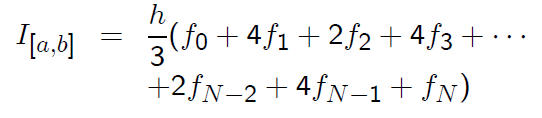 I[a,b] = h/3 (f0 + 4f1 + 2f2 + 4f3 + ···
+2fN−2 + 4fN−1 + fN)